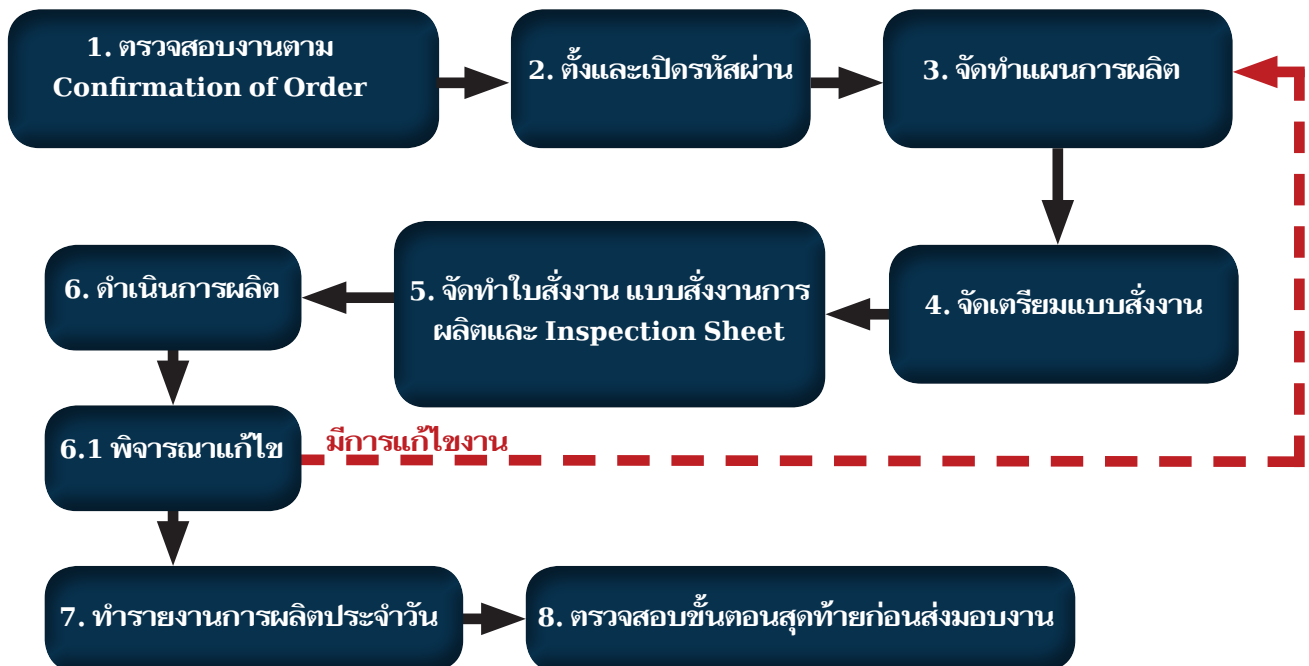 1. ตรวจสอบงานตาม
Confirmation of Order
2. ตั้งและเปิดรหัสผ่าน
3. จัดทำแผนการผลิต
4. จัดเตรียมแบบสั่งงาน
5. จัดทำใบสั่งงาน แบบสั่งงานการ
ผลิตและ Inspection Sheet
6. ดำเนินการผลิต
6.1 พิจารณาแก้ไข
มีการแก้ไขงาน
7. ทำรายงานการผลิตประจำวัน
8. ตรวจสอบขั้นตอนสุดท้ายก่อนส่งมอบงาน